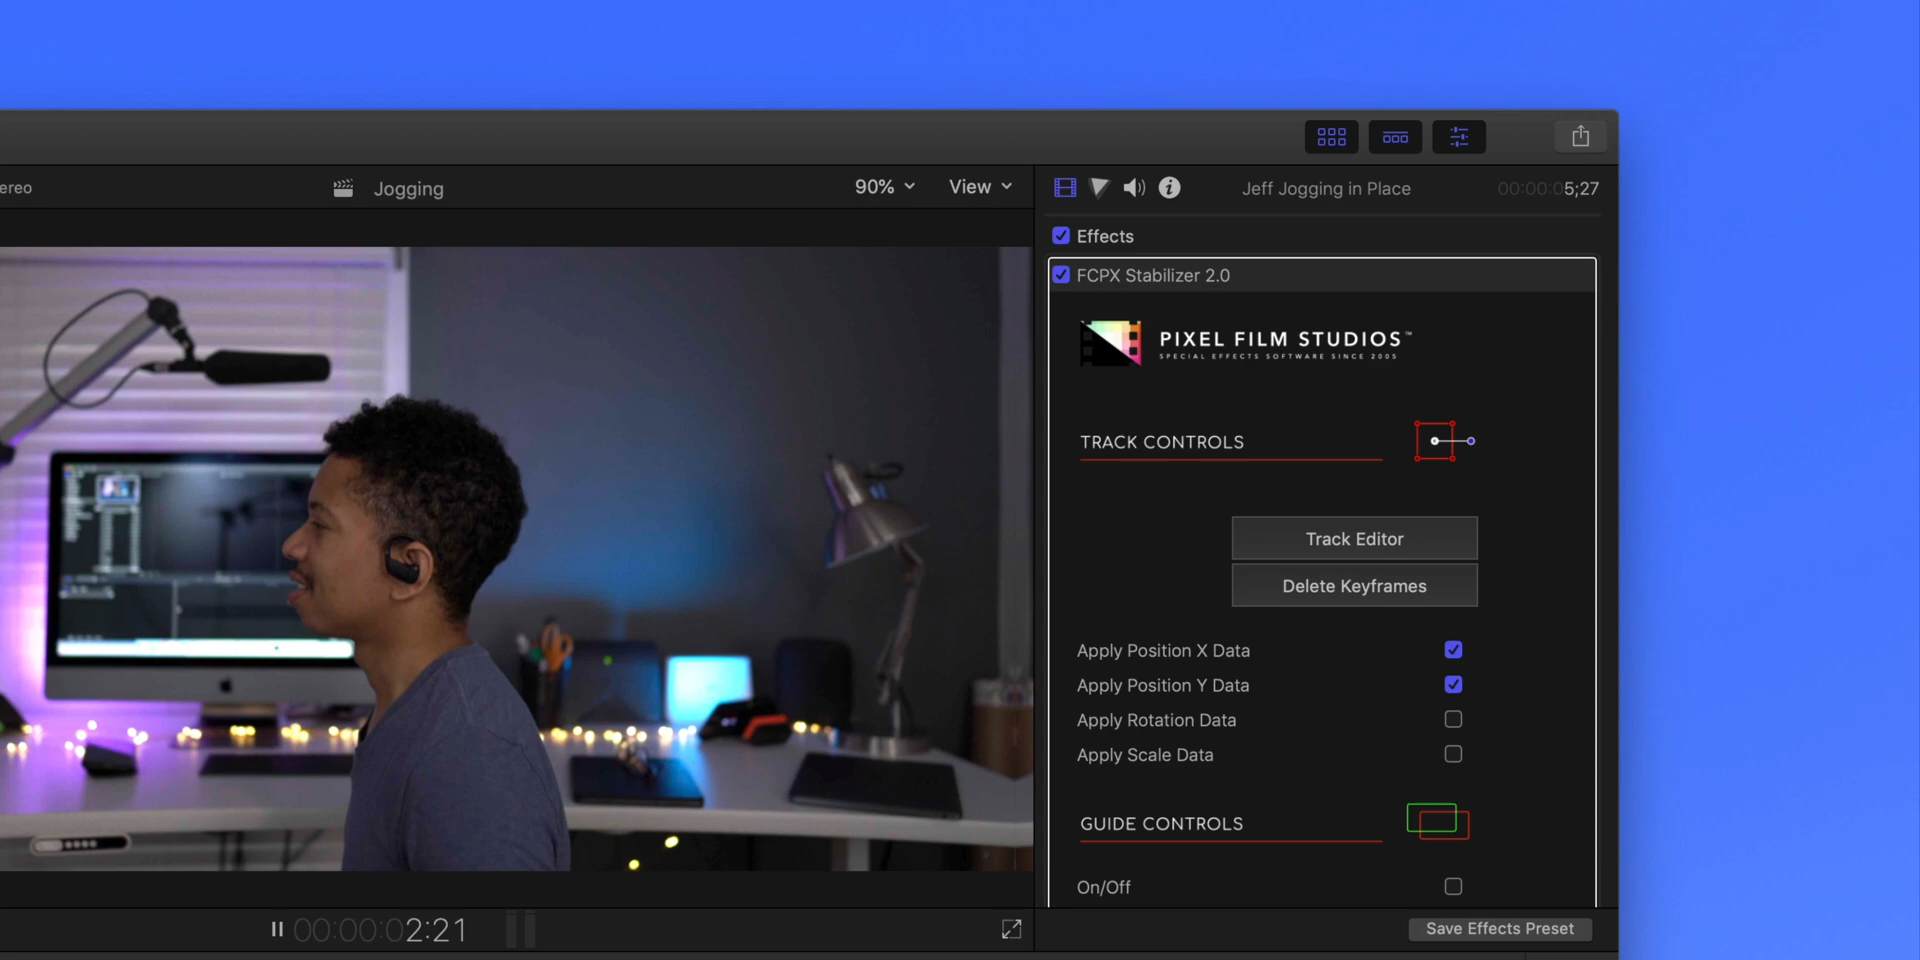 ereo
Jogging
90%
View
Jeff Jogging in Place
00:00:05;27
Effects
FCPX Stabilizer 2.0
PIXEL FILM STUDIOS™
SPECIAL EFFECTS SOFTWARE SINCE 2005
TRACK CONTROLS
Track Editor
Delete Keyframes
Apply Position X Data
Apply Position Y Data
Apply Rotation Data
Apply Scale Data
GUIDE CONTROLS
On/Off
00:00:02:21
Save Effects Preset